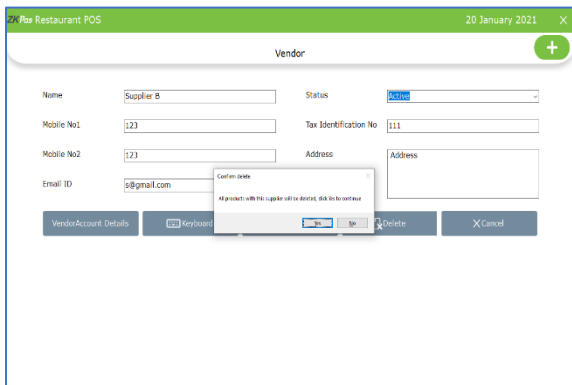 ZKPos Restaurant POS 20 January 2021 X
Vendor +
Name Supplier B Status Active
Mobile No1 123 Tax Identification No 111
Mobile No2 123 Address Address
Confirm delete
Email ID s@gmail.com
All products with this supplier will be deleted, click Yes to continue
Yes No
VendorAccount Details Keyboard Delete X Cancel